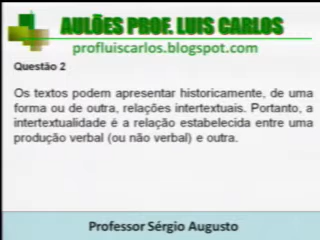 AULÕES PROF. LUIS CARLOS
profluiscarlos.blogspot.com
Questão 2
Os textos podem apresentar historicamente, de uma
forma ou de outra, relações intertextuais. Portanto, a
intertextualidade é a relação estabelecida entre uma
produção verbal (ou não verbal) e outra.
Professor Sérgio Augusto